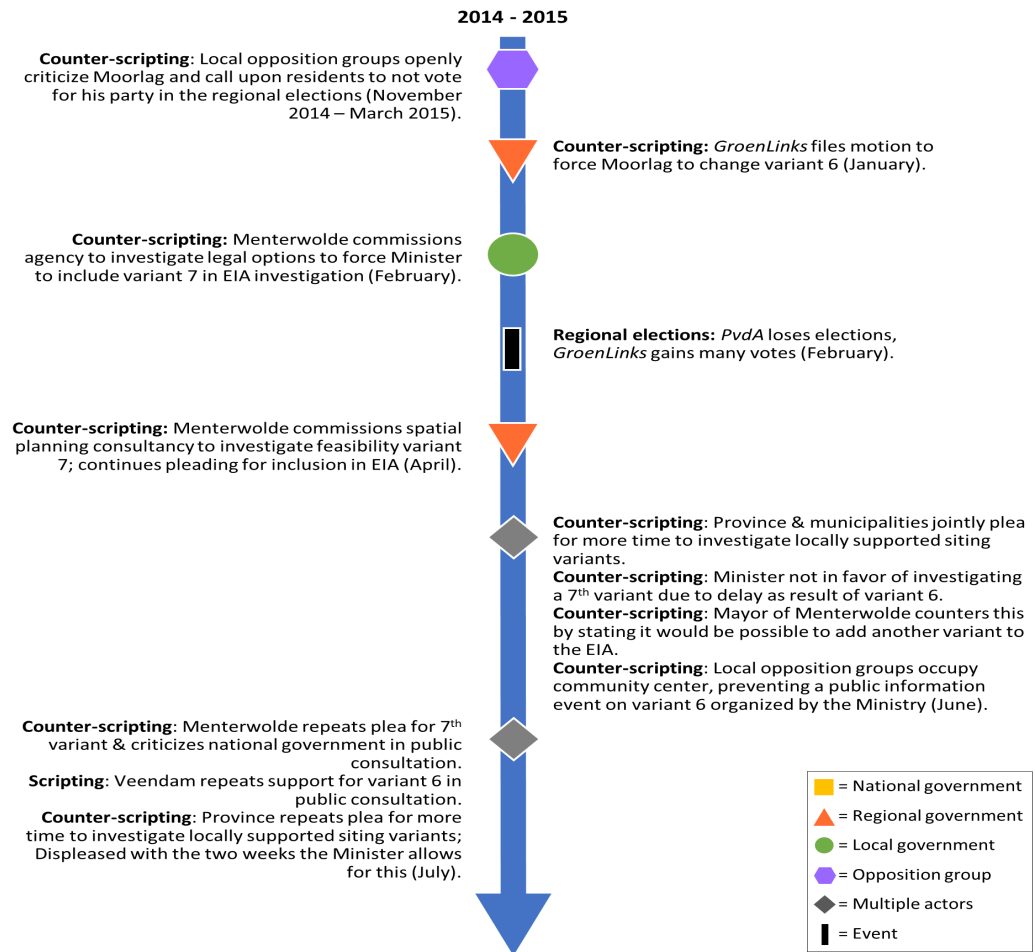 2014 - 2015
Counter-scripting: Local opposition groups openly
criticize Moorlag and call upon residents to not vote
for his party in the regional elections (November
2014 – March 2015).
Counter-scripting: GroenLinks files motion to
force Moorlag to change variant 6 (January).
Counter-scripting: Menterwolde commissions
agency to investigate legal options to force Minister
to include variant 7 in EIA investigation (February).
Regional elections: PvdA loses elections,
GroenLinks gains many votes (February).
Counter-scripting: Menterwolde commissions spatial
planning consultancy to investigate feasibility variant
7; continues pleading for inclusion in EIA (April).
Counter-scripting: Province & municipalities jointly plea
for more time to investigate locally supported siting
variants.
Counter-scripting: Minister not in favor of investigating
a 7th variant due to delay as result of variant 6.
Counter-scripting: Mayor of Menterwolde counters this
by stating it would be possible to add another variant to
the EIA.
Counter-scripting: Local opposition groups occupy
community center, preventing a public information
event on variant 6 organized by the Ministry (June).
Counter-scripting: Menterwolde repeats plea for 7th
variant & criticizes national government in public
consultation.
Scripting: Veendam repeats support for variant 6 in
public consultation.
Counter-scripting: Province repeats plea for more
time to investigate locally supported siting variants;
Displeased with the two weeks the Minister allows
for this (July).
= National government
= Regional government
= Local government
= Opposition group
= Multiple actors
= Event